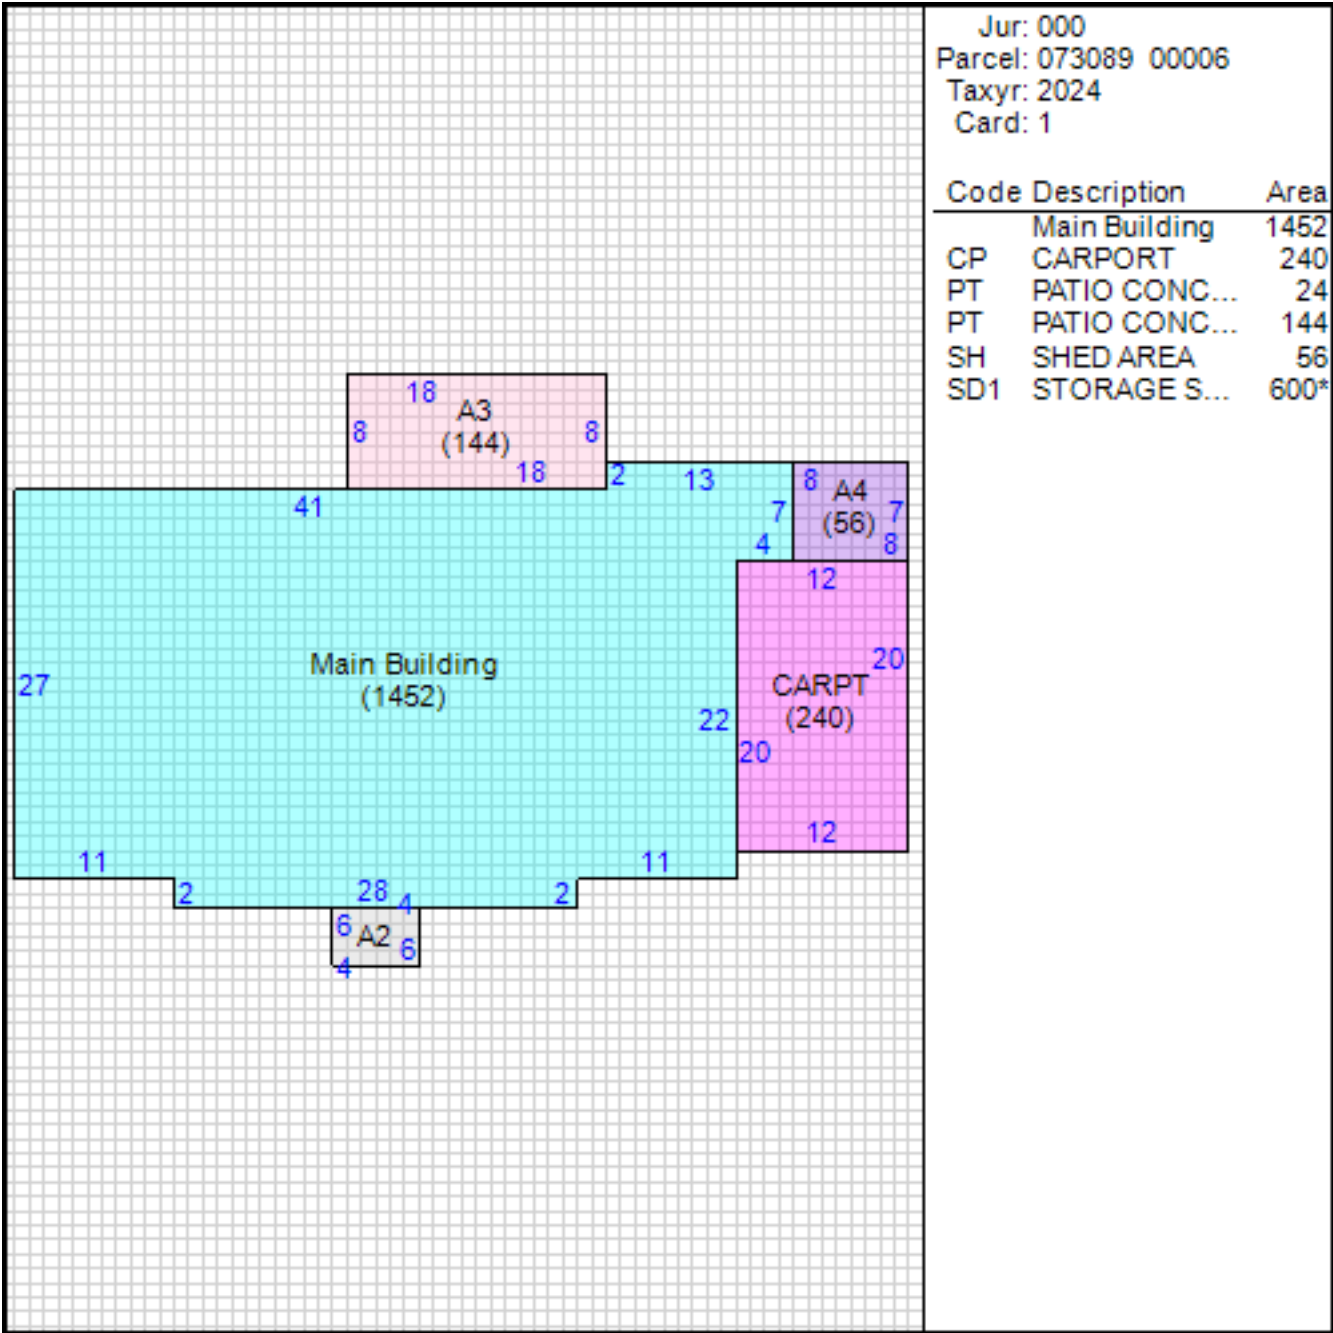 Jur: 000
Parcel: 073089 00006
Taxyr: 2024
Card: 1
Code Description Area
Main Building 1452
CP CARPORT 240
PT PATIO CONC... 24
PT PATIO CONC... 144
SH SHED AREA 56
SD1 STORAGE S... 600*
18
A3
8 8
(144)
18
2 13 8
A4
41
7 (56) 7
4 8
12
Main Building
(1452)
27
20
CARPT
(240)
22
20
12
11 11
2 28 4 2
6 A2 6
4